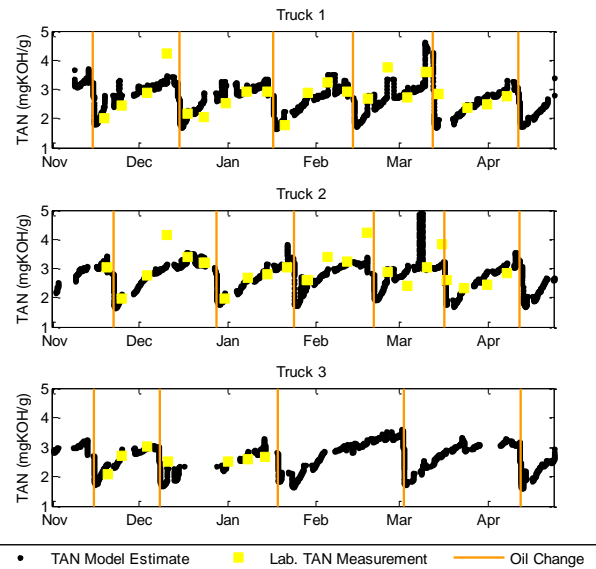 Truck 1
TAN (mgKOH/g)
5
4
3
2
1
Nov Dec Jan Feb Mar Apr
Truck 2
TAN (mgKOH/g)
5
4
3
2
1
Nov Dec Jan Feb Mar Apr
Truck 3
TAN (mgKOH/g)
5
4
3
2
1
Nov Dec Jan Feb Mar Apr
TAN Model Estimate Lab. TAN Measurement Oil Change